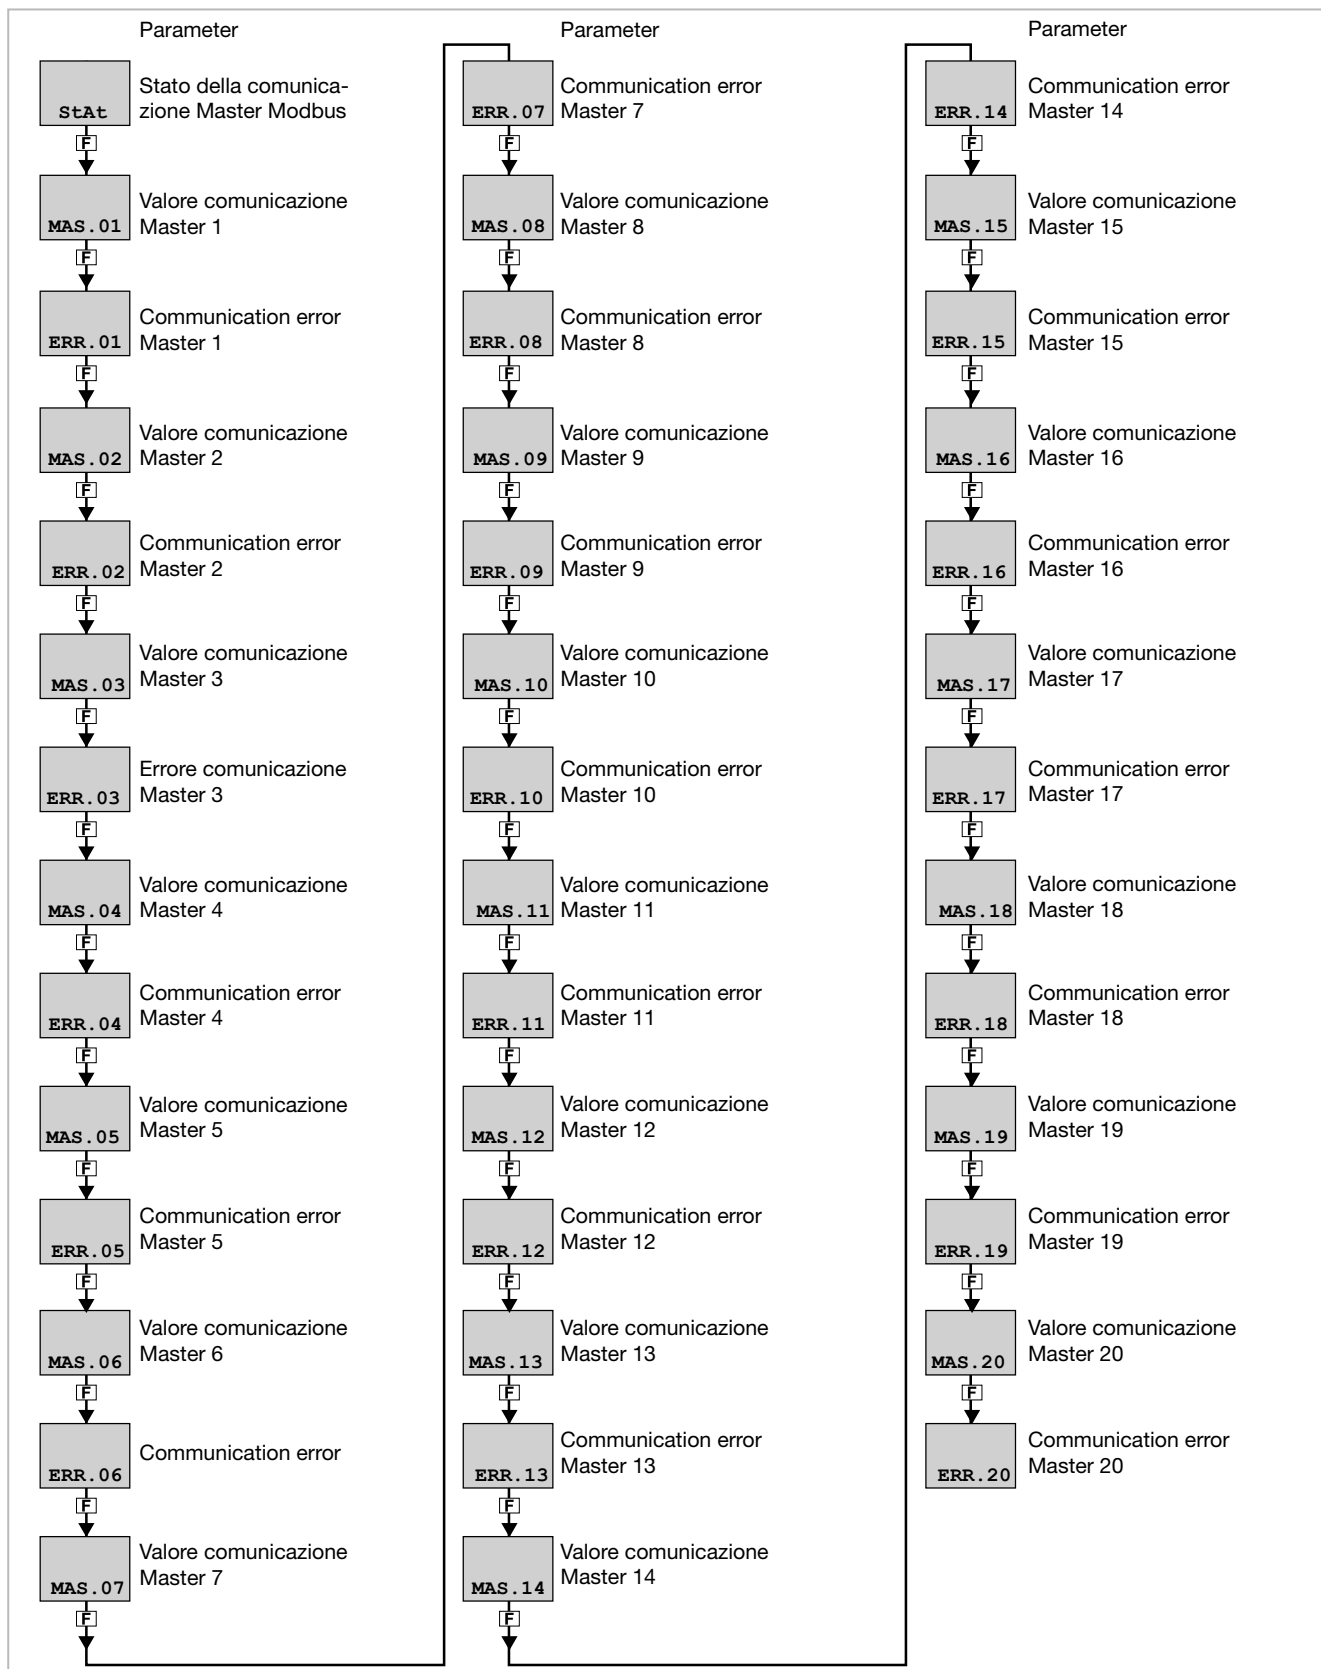 Parameter
StAt
Stato della comunica-
zione Master Modbus
F
MAS.01
Valore comunicazione
Master 1
F
ERR.01
Communication error
Master 1
F
MAS.02
Valore comunicazione
Master 2
F
ERR.02
Communication error
Master 2
F
MAS.03
Valore comunicazione
Master 3
F
ERR.03
Errore comunicazione
Master 3
F
MAS.04
Valore comunicazione
Master 4
F
ERR.04
Communication error
Master 4
F
MAS.05
Valore comunicazione
Master 5
F
ERR.05
Communication error
Master 5
F
MAS.06
Valore comunicazione
Master 6
F
ERR.06
Communication error
F
MAS.07
Valore comunicazione
Master 7
F
Parameter
ERR.07
Communication error
Master 7
F
MAS.08
Valore comunicazione
Master 8
F
ERR.08
Communication error
Master 8
F
MAS.09
Valore comunicazione
Master 9
F
ERR.09
Communication error
Master 9
F
MAS.10
Valore comunicazione
Master 10
F
ERR.10
Communication error
Master 10
F
MAS.11
Valore comunicazione
Master 11
F
ERR.11
Communication error
Master 11
F
MAS.12
Valore comunicazione
Master 12
F
ERR.12
Communication error
Master 12
F
MAS.13
Valore comunicazione
Master 13
F
ERR.13
Communication error
Master 13
F
MAS.14
Valore comunicazione
Master 14
F
Parameter
ERR.14
Communication error
Master 14
F
MAS.15
Valore comunicazione
Master 15
F
ERR.15
Communication error
Master 15
F
MAS.16
Valore comunicazione
Master 16
F
ERR.16
Communication error
Master 16
F
MAS.17
Valore comunicazione
Master 17
F
ERR.17
Communication error
Master 17
F
MAS.18
Valore comunicazione
Master 18
F
ERR.18
Communication error
Master 18
F
MAS.19
Valore comunicazione
Master 19
F
ERR.19
Communication error
Master 19
F
MAS.20
Valore comunicazione
Master 20
F
ERR.20
Communication error
Master 20